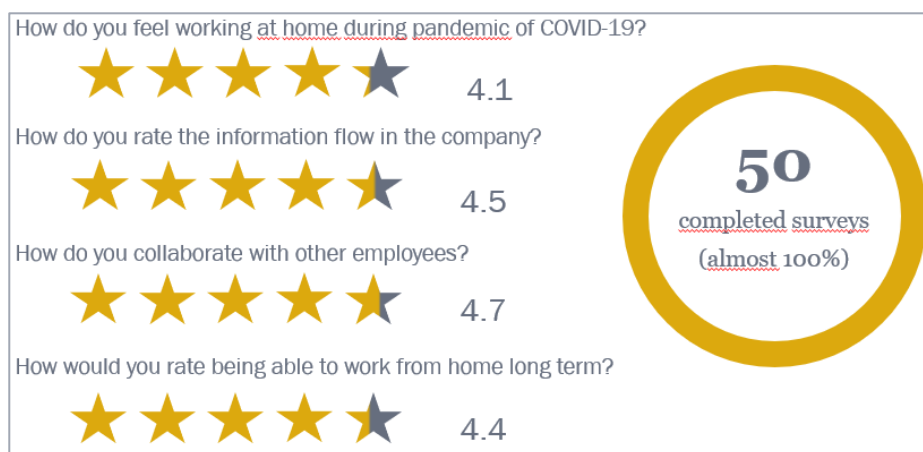 How do you feel working at home during pandemic of COVID-19?
4.1
How do you rate the information flow in the company?
4.5
How do you collaborate with other employees?
4.7
How would you rate being able to work from home long term?
4.4
50
completed surveys
(almost 100%)